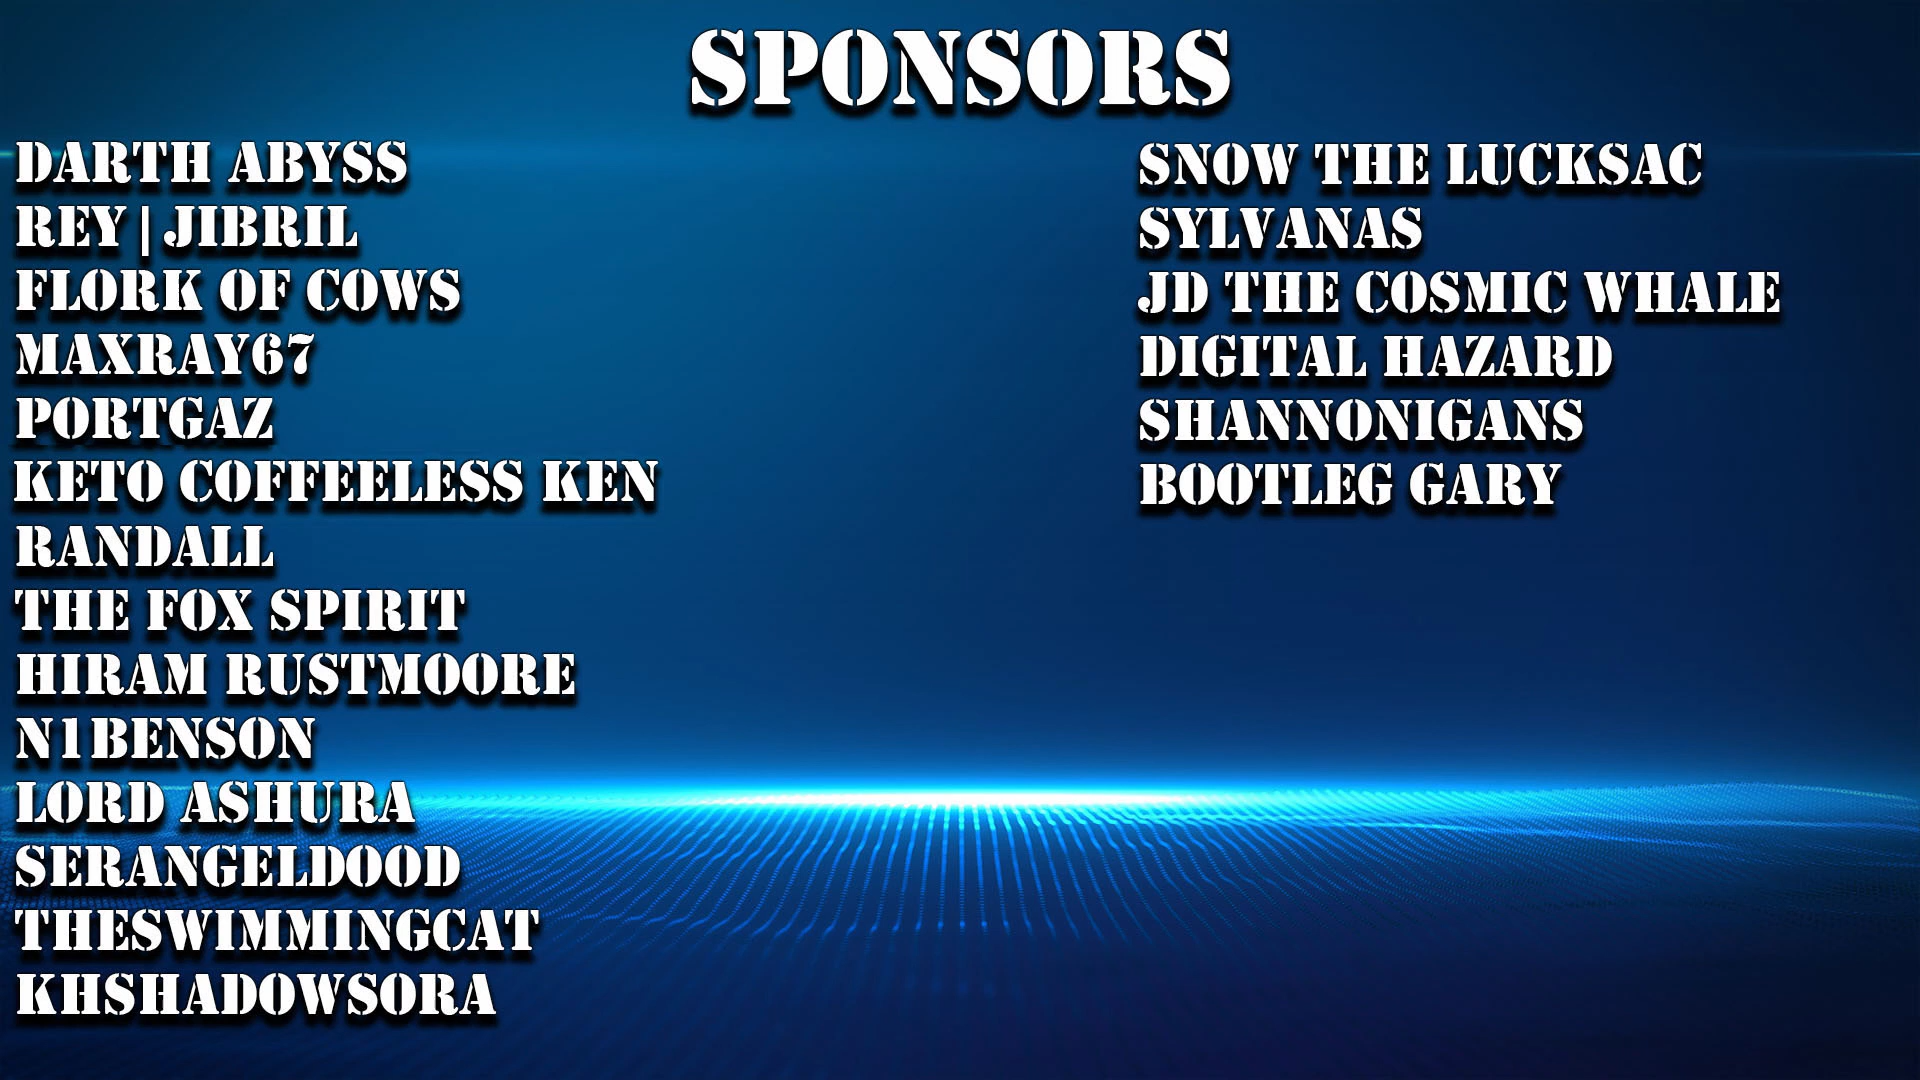 SPONSORS
DARTH ABYSS
REY | JIBRIL
FLORK OF COWS
MAXRAY67
PORTGAZ
KETO COFFEELESS KEN
RANDALL
THE FOX SPIRIT
HIRAM RUSTMOORE
N1BENSON
LORD ASHURA
SERANGELDOOD
THESWIMMINGCAT
KHSHADOWSORA
SNOW THE LUCKSAC
SYLVANAS
JD THE COSMIC WHALE
DIGITAL HAZARD
SHANNONIGANS
BOOTLEG GARY